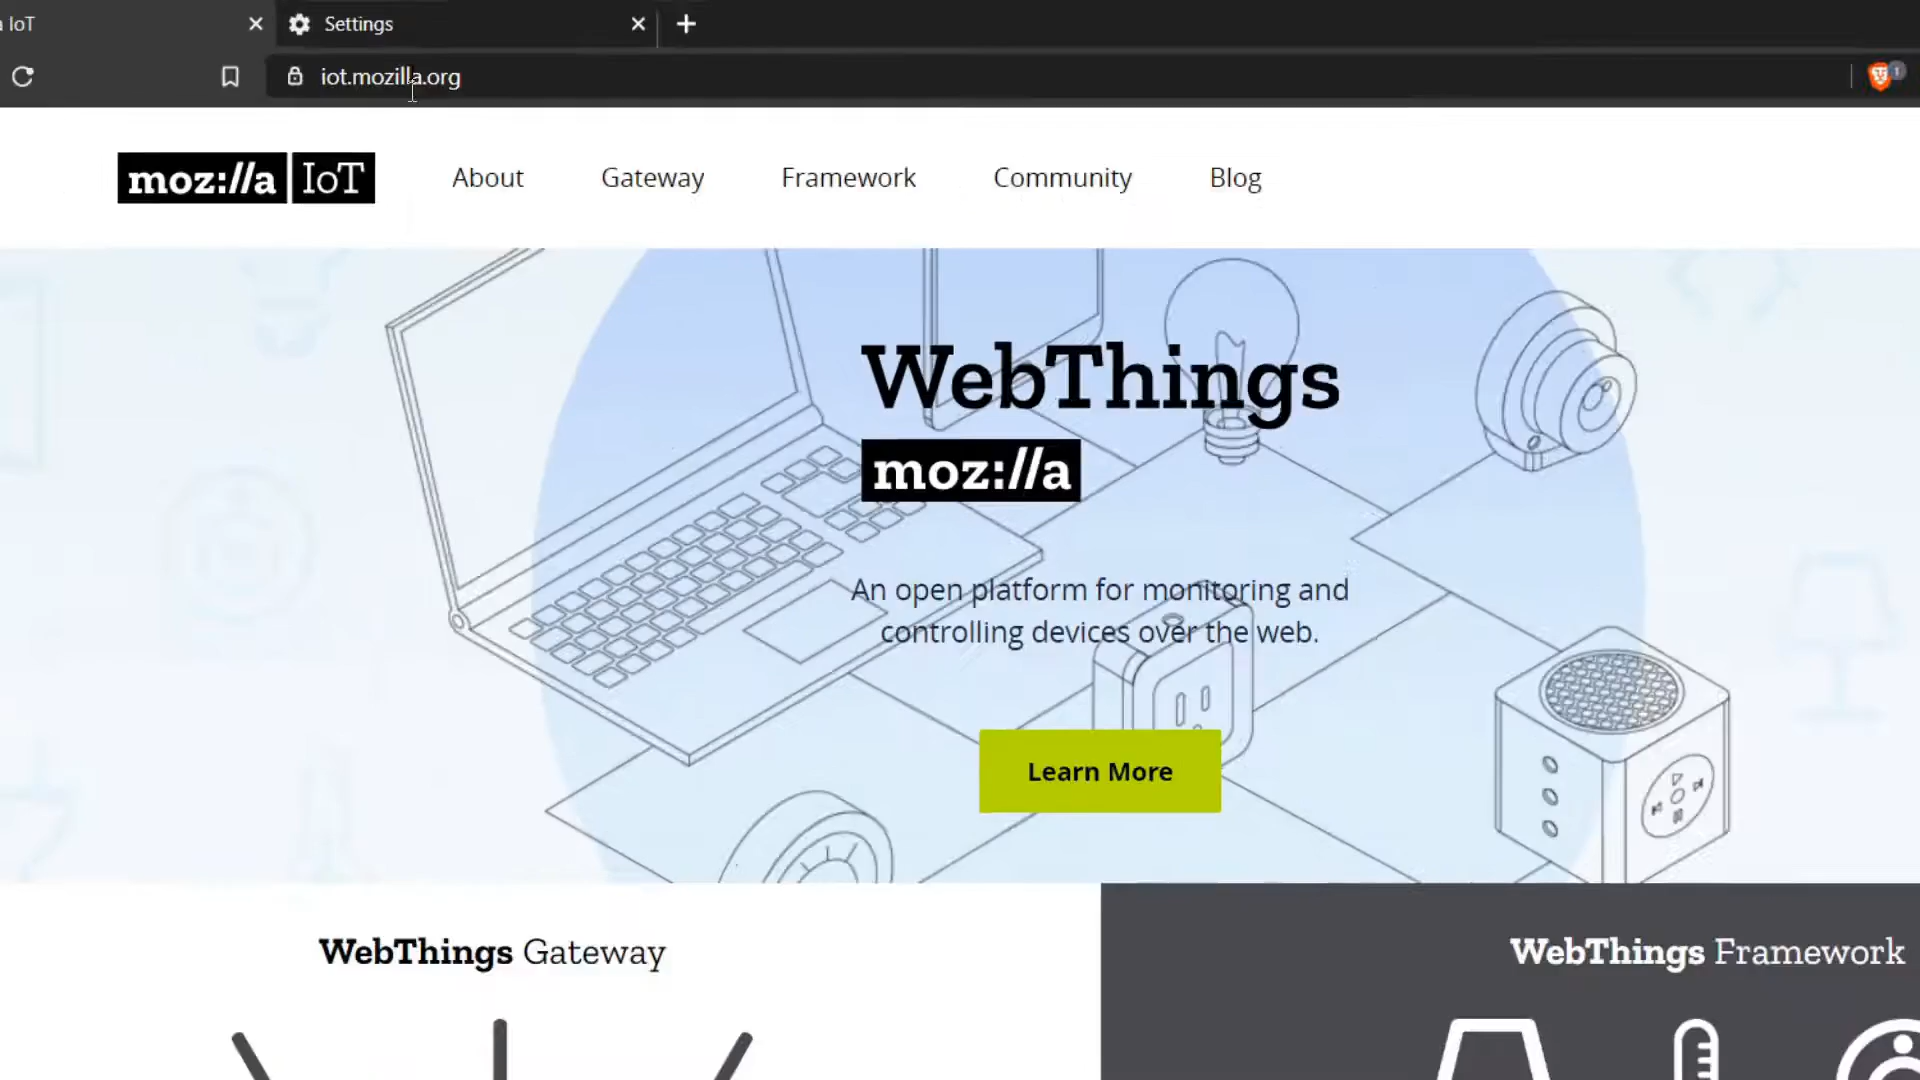 IoT
Settings
iot.mozilla.org
1
moz://a IoT
About
Gateway
Framework
Community
Blog
WebThings
moz://a
An open platform for monitoring and
controlling devices over the web.
Learn More
WebThings Gateway
WebThings Framework